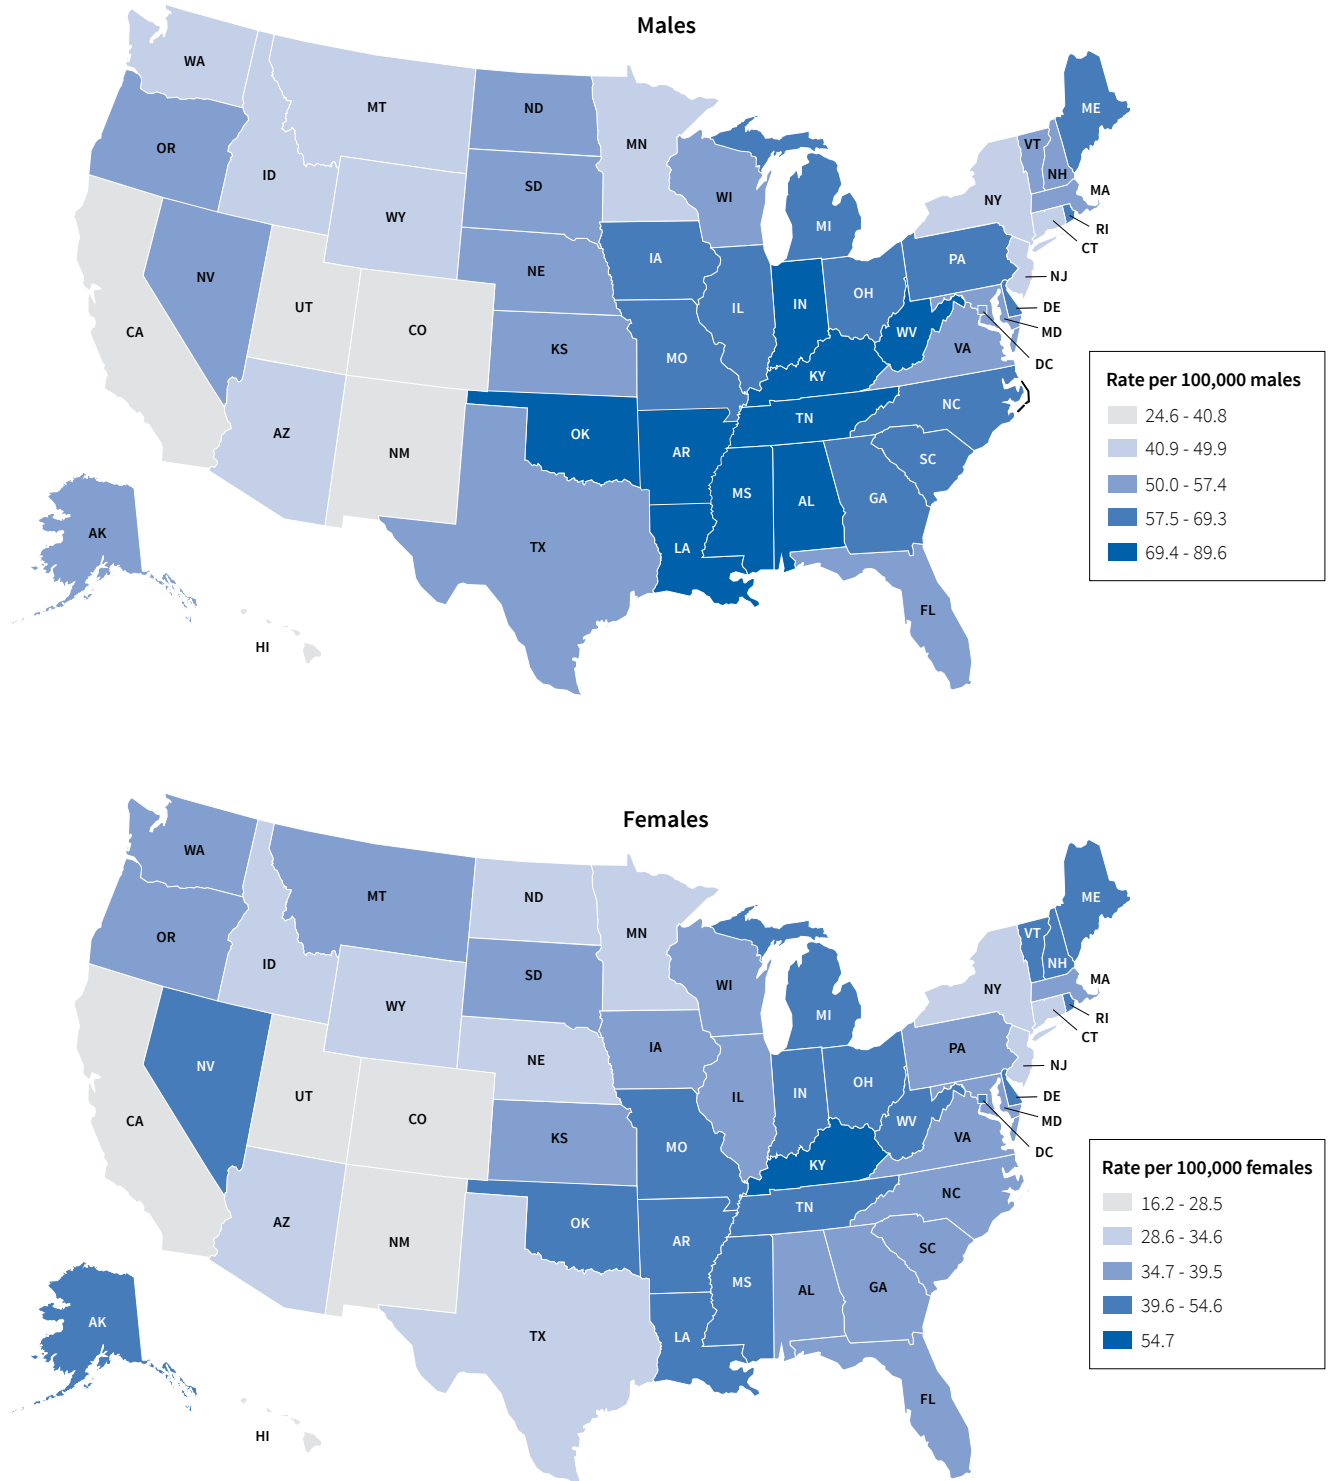 Males
WA
MT
ND
MN
ME
OR
ID
SD
WI
VT
NH
MA
WY
MI
NY
RI
CT
IA
PA
NJ
NV
NE
UT
CO
IL
IN
OH
DE
MD
CA
WV
VA
DC
KS
MO
KY
NC
AZ
NM
OK
AR
TN
SC
MS
AL
GA
AK
TX
LA
FL
HI
Rate per 100,000 males
24.6 - 40.8
40.9 - 49.9
50.0 - 57.4
57.5 - 69.3
69.4 - 89.6
Females
WA
MT
ND
MN
ME
OR
ID
SD
WI
VT
NH
MA
WY
MI
NY
RI
CT
IA
PA
NJ
NV
NE
UT
CO
IL
IN
OH
DE
MD
CA
WV
VA
DC
KS
MO
KY
NC
AZ
NM
OK
AR
TN
SC
MS
AL
GA
AK
TX
LA
FL
HI
Rate per 100,000 females
16.2 - 28.5
28.6 - 34.6
34.7 - 39.5
39.6 - 54.6
54.7